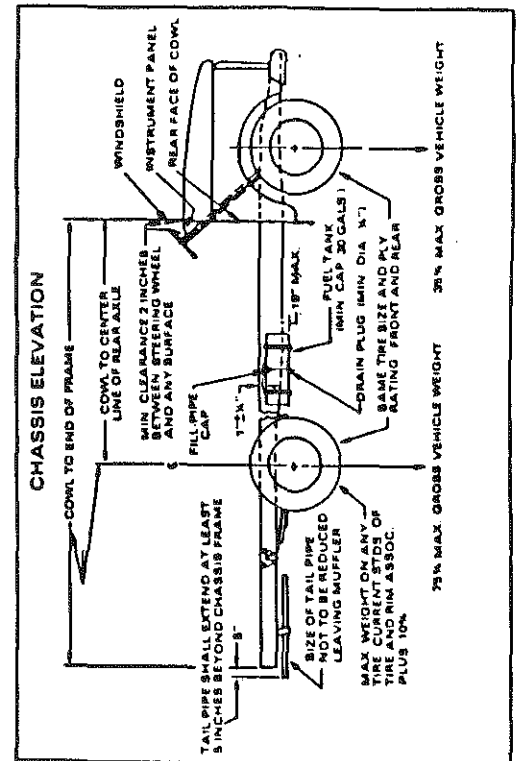 CHASSIS ELEVATION
COWL TO END OF FRAME
COWL TO CENTER
LINE OF REAR AXLE
WINDSHIELD
INSTRUMENT PANEL
REAR FACE OF COWL
MIN CLEARANCE 2 INCHES
BETWEEN STEERING WHEEL
AND ANY SURFACE
FILL PIPE
CAP
TAIL PIPE SHALL EXTEND AT LEAST
5 INCHES BEYOND CHASSIS FRAME
18" MAX.
FUEL TANK
(MIN CAP 30 GALS)
DRAIN PLUG (MIN DIA
SAME TIRE SIZE AND PLY
RATING FRONT AND REAR
SIZE OF TAIL PIPE
NOT TO BE REDUCED
LEAVING MUFFLER
MAX WEIGHT ON ANY
TIRE CURRENT STDS OF
TIRE AND RIM ASSOC.
PLUS 10%
75% MAX GROSS VEHICLE WEIGHT
35% MAX GROSS VEHICLE WEIGHT